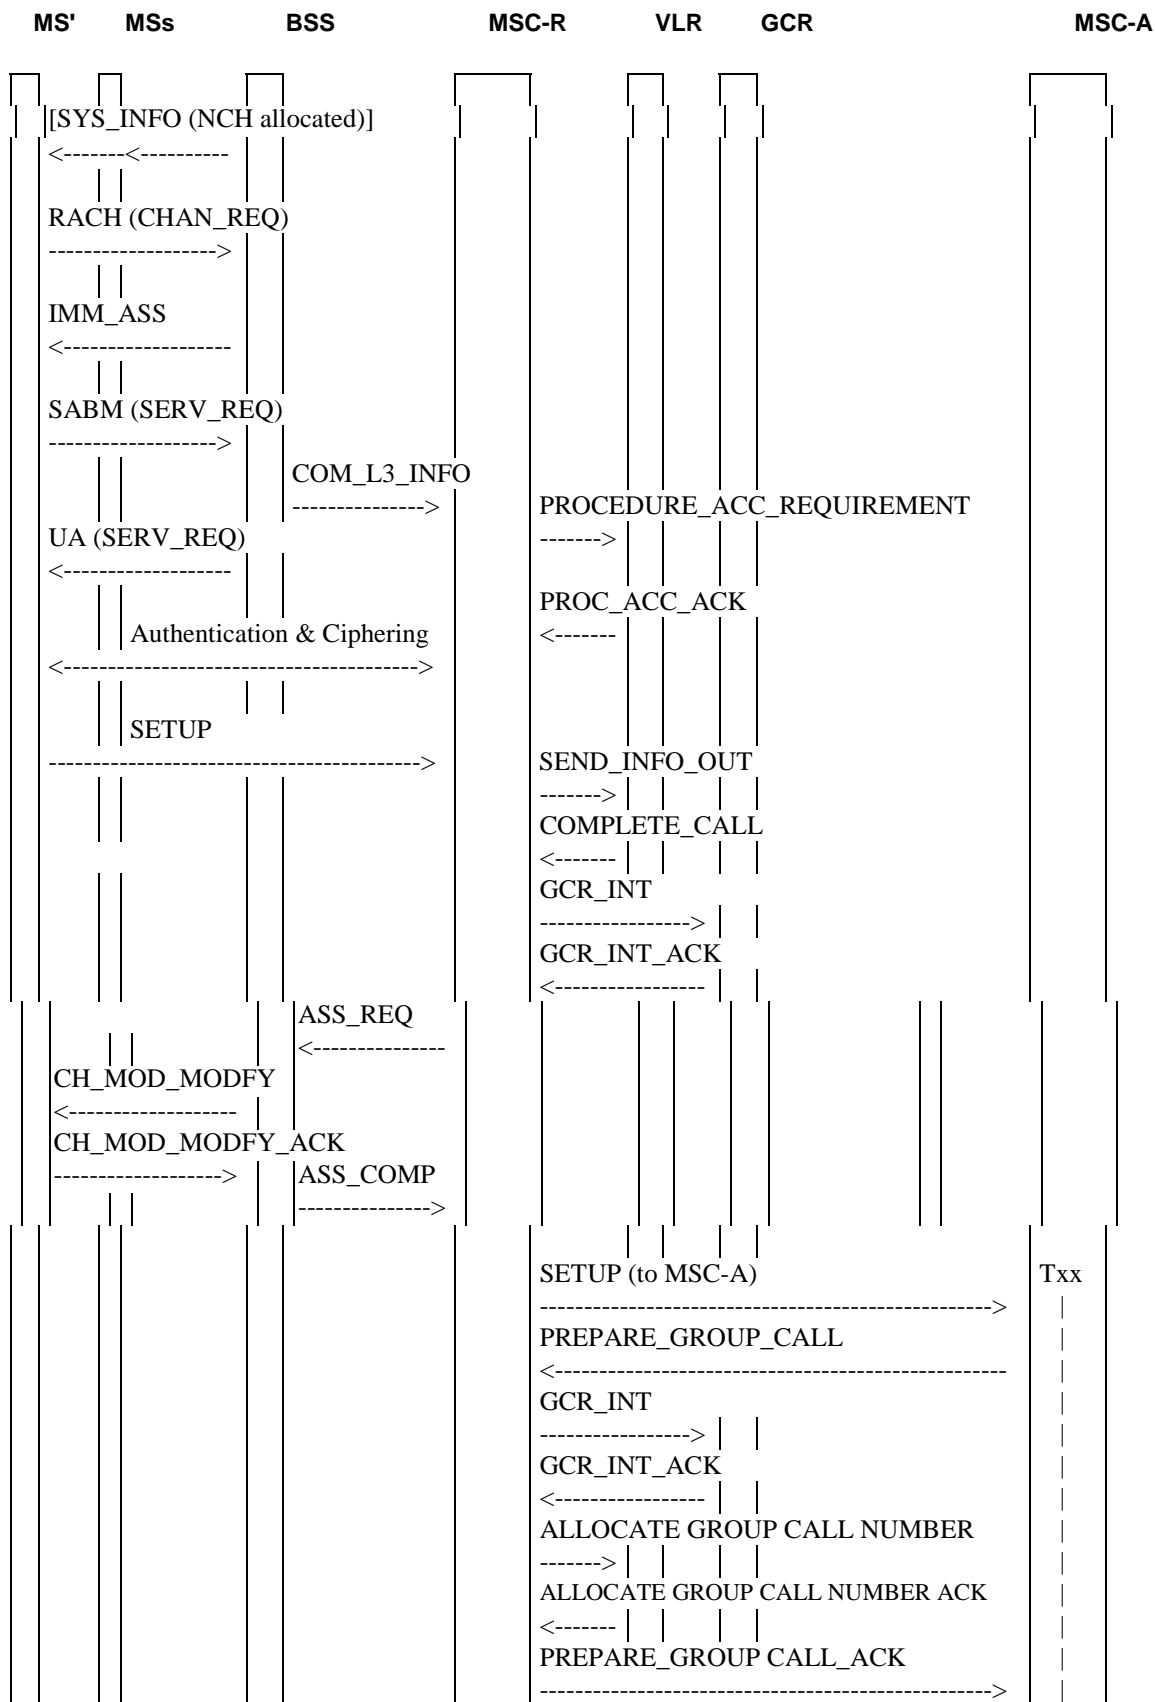 MS' MSs BSS MSC-R VLR GCR MSC-A
[SYS_INFO (NCH allocated)]
RACH (CHAN_REQ)
IMM_ASS
SABM (SERV_REQ)
COM_L3_INFO
PROCEDURE_ACC_REQUIREMENT
UA (SERV_REQ)
PROC_ACC_ACK
Authentication & Ciphering
SETUP
SEND_INFO_OUT
COMPLETE_CALL
GCR_INT
GCR_INT_ACK
ASS_REQ
CH_MOD_MODFY
CH_MOD_MODFY_ACK
ASS_COMP
SETUP (to MSC-A) Txx
PREPARE_GROUP_CALL
GCR_INT
GCR_INT_ACK
ALLOCATE GROUP CALL NUMBER
ALLOCATE GROUP CALL NUMBER ACK
PREPARE_GROUP CALL_ACK